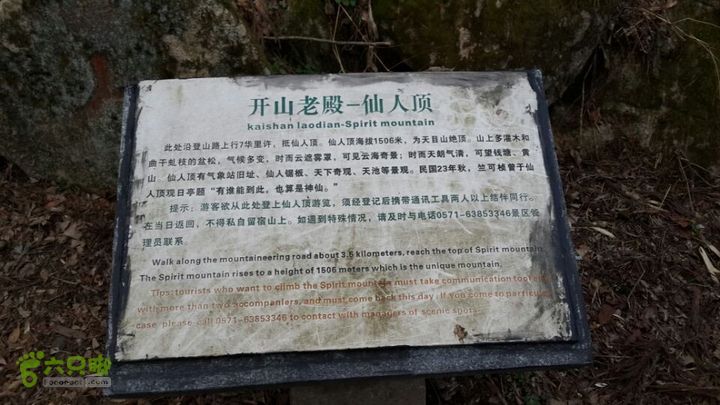 开山老殿-仙人顶
kaishan laodian-Spirit mountain
此处沿登山路上行7华里许，抵仙人顶。仙人顶海拔1506米，为天目山绝顶。山上多灌木和
曲干虬枝的盆松，气候多变，时而云遮雾罩，可见云海奇景；时而天朗气清，可望钱塘、黄
山。仙人顶有气象站旧址、仙人锯板、天下奇观、天池等景观。民国23年秋，竺可桢曾于仙
人顶观日亭题“有谁能到此，也算是神仙。”
提示：游客欲从此处登上仙人顶游览，须经登记后携带通讯工具两人以上结伴同行。
在当日返回，不得私自留宿山上。如遇到特殊情况，请及时与电话0571-63853346景区管
理员联系
Walk along the mountaineering road about 3.5 kilometers, reach the top of Spirit mountain.
The Spirit mountain rises to a height of 1506 meters which is the unique mountain.
Tips: tourists who want to climb the Spirit mountain must take communication tool and
with more than two accompaniers, and must come back this day. If you come to particular
case please call 0571-63853346 to contact with managers of scenic spot.
六只脚
foooooot.com